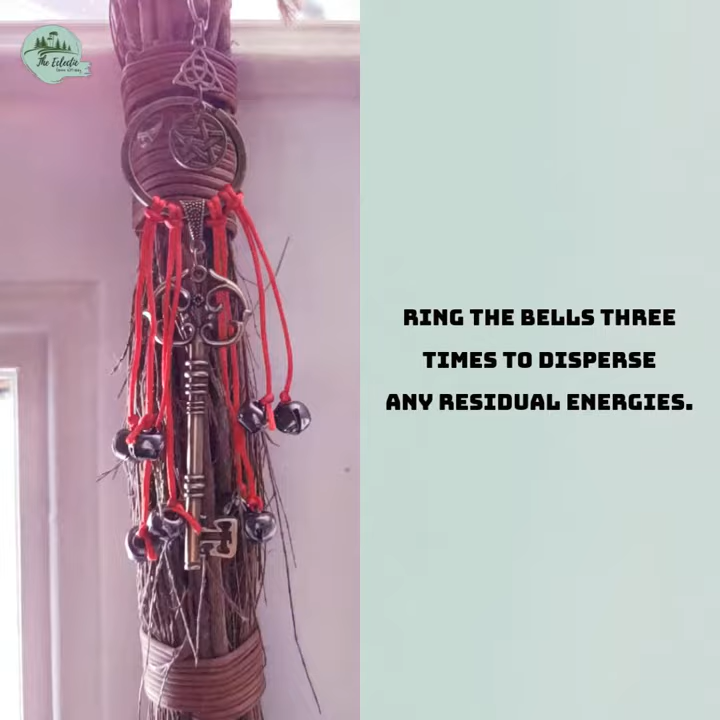 The Eclectic
RING THE BELLS THREE
TIMES TO DISPERSE
ANY RESIDUAL ENERGIES.